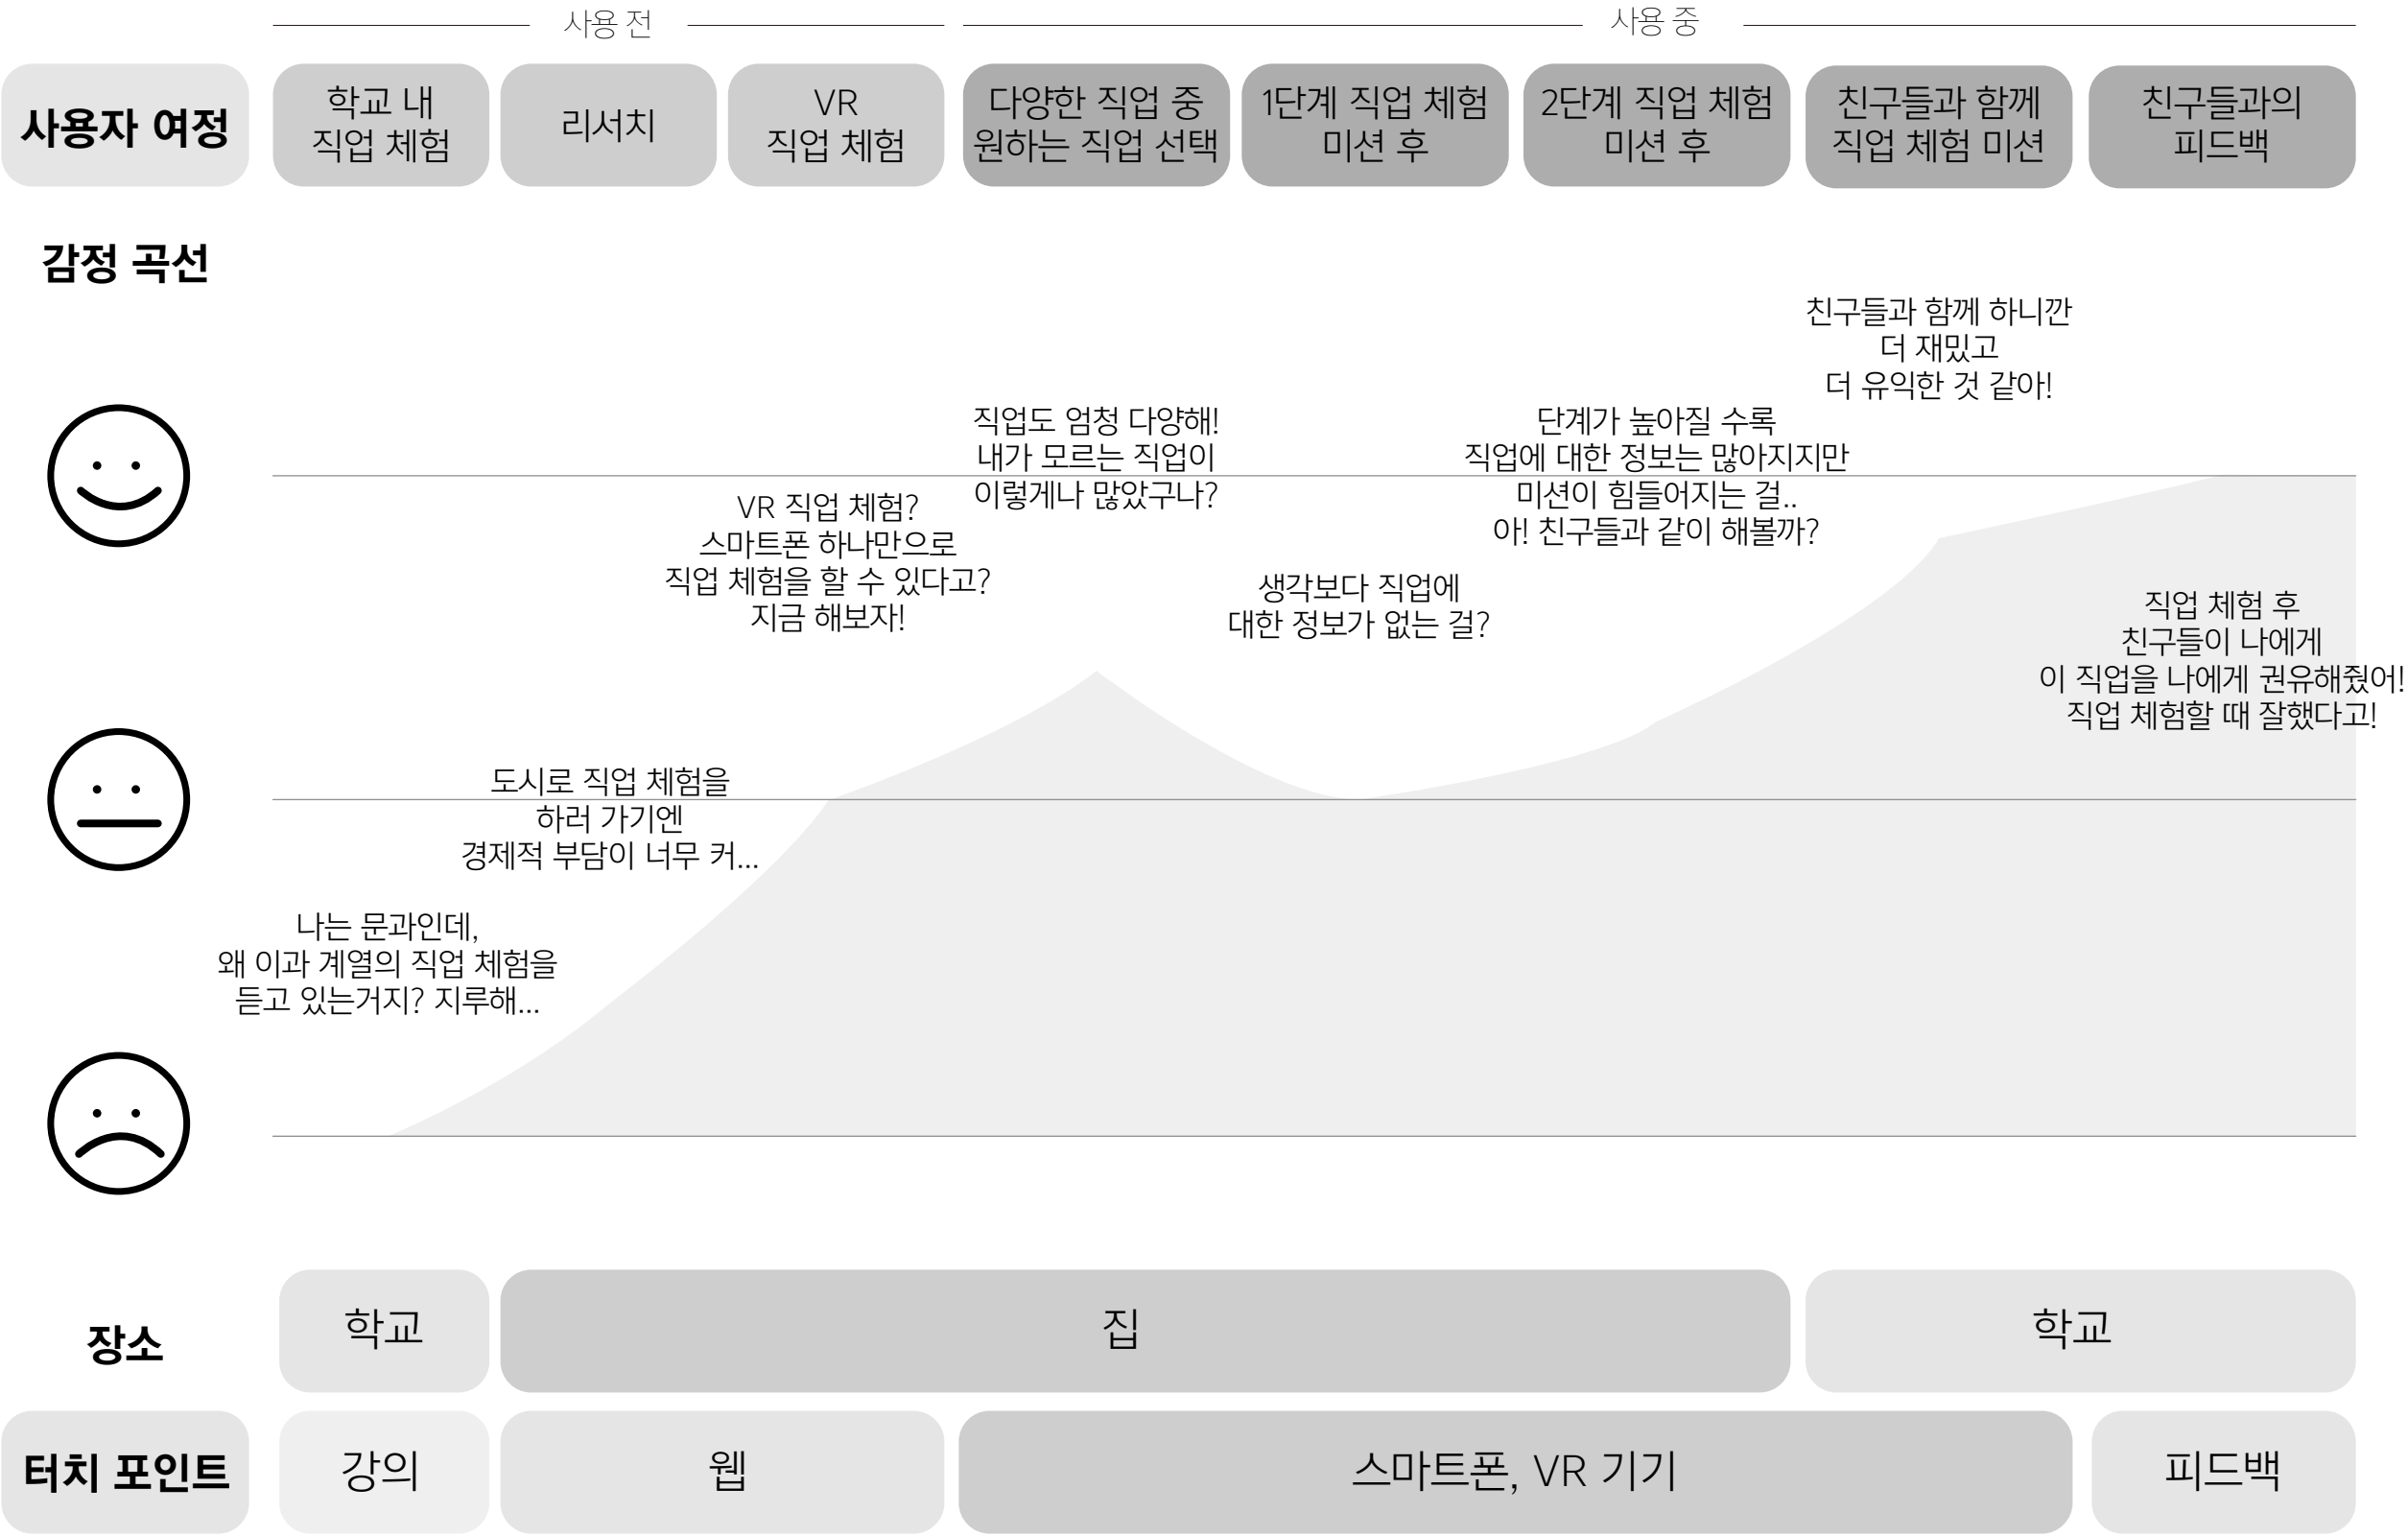 사용 전
사용 중
사용자 여정
학교 내
직업 체험
리서치
VR
직업 체험
다양한 직업 중
원하는 직업 선택
1단계 직업 체험
미션 후
2단계 직업 체험
미션 후
친구들과 함께
직업 체험 미션
친구들과의
피드백
감정 곡선
나는 문과인데,
왜 이과 계열의 직업 체험을
듣고 있는거지? 지루해...
도시로 직업 체험을
하러 가기엔
경제적 부담이 너무 커...
VR 직업 체험?
스마트폰 하나만으로
직업 체험을 할 수 있다고?
지금 해보자!
직업도 엄청 다양해!
내가 모르는 직업이
이렇게나 많았구나?
생각보다 직업에
대한 정보가 없는 걸?
단계가 높아질 수록
직업에 대한 정보는 많아지지만
미션이 힘들어지는 걸..
아! 친구들과 같이 해볼까?
친구들과 함께 하니깐
더 재밌고
더 유익한 것 같아!
직업 체험 후
친구들이 나에게
이 직업을 나에게 권유해줬어!
직업 체험할 때 잘했다고!
장소
학교
집
학교
터치 포인트
강의
웹
스마트폰, VR 기기
피드백